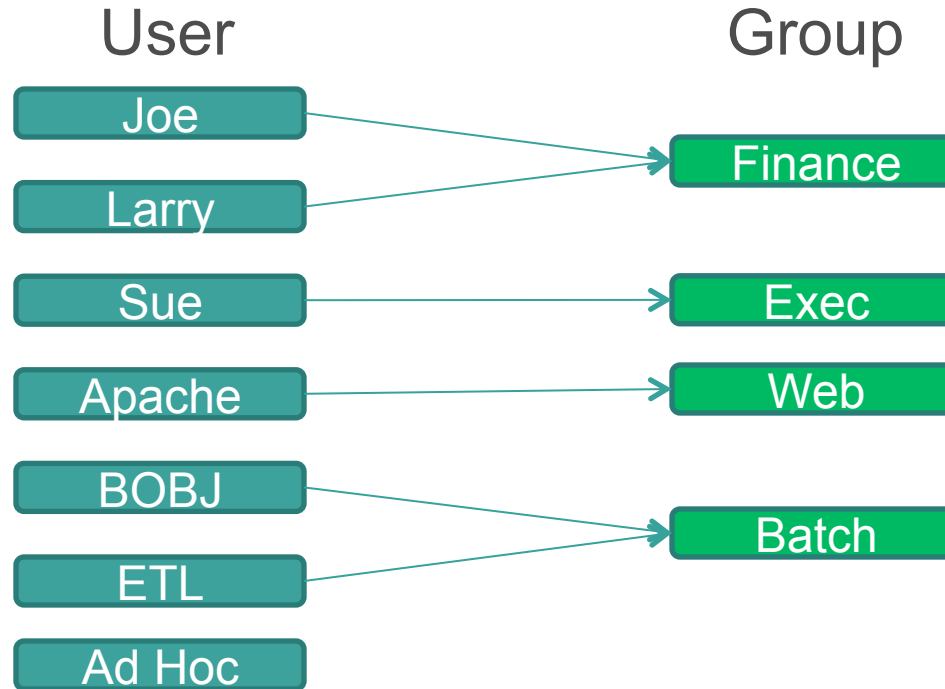 User
Group
Joe
Finance
Larry
Sue
Exec
Apache
Web
BOBJ
Batch
ETL
Ad Hoc